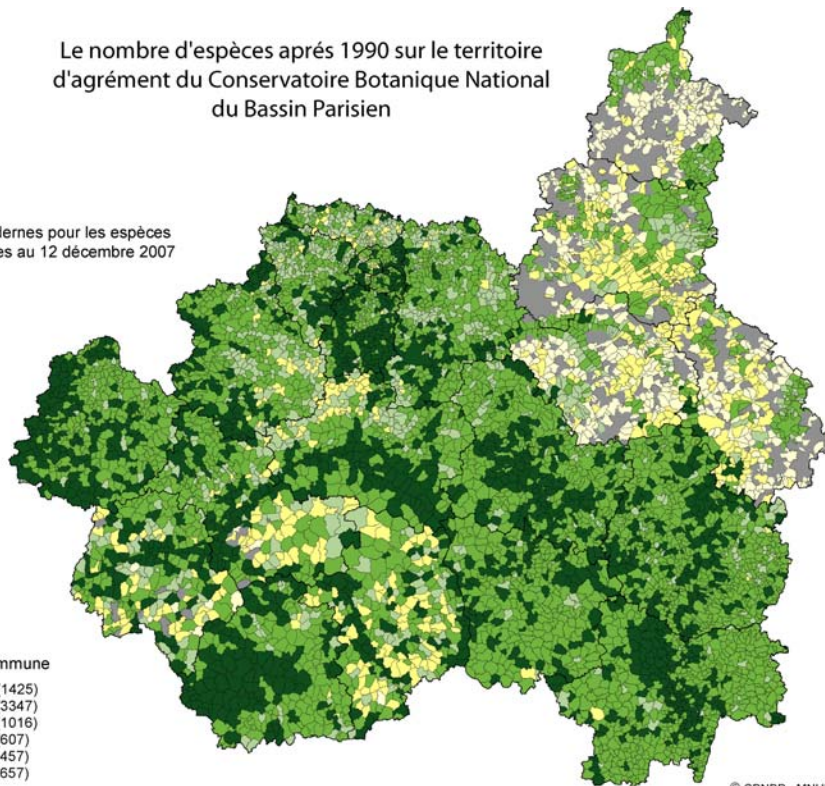 Le nombre d'espèces aprés 1990 sur le territoire
d'agrément du Conservatoire Botanique National
du Bassin Parisien
dernes pour les espèces
es au 12 décembre 2007
mmune
1425)
3347)
1016)
607)
457)
657)
©